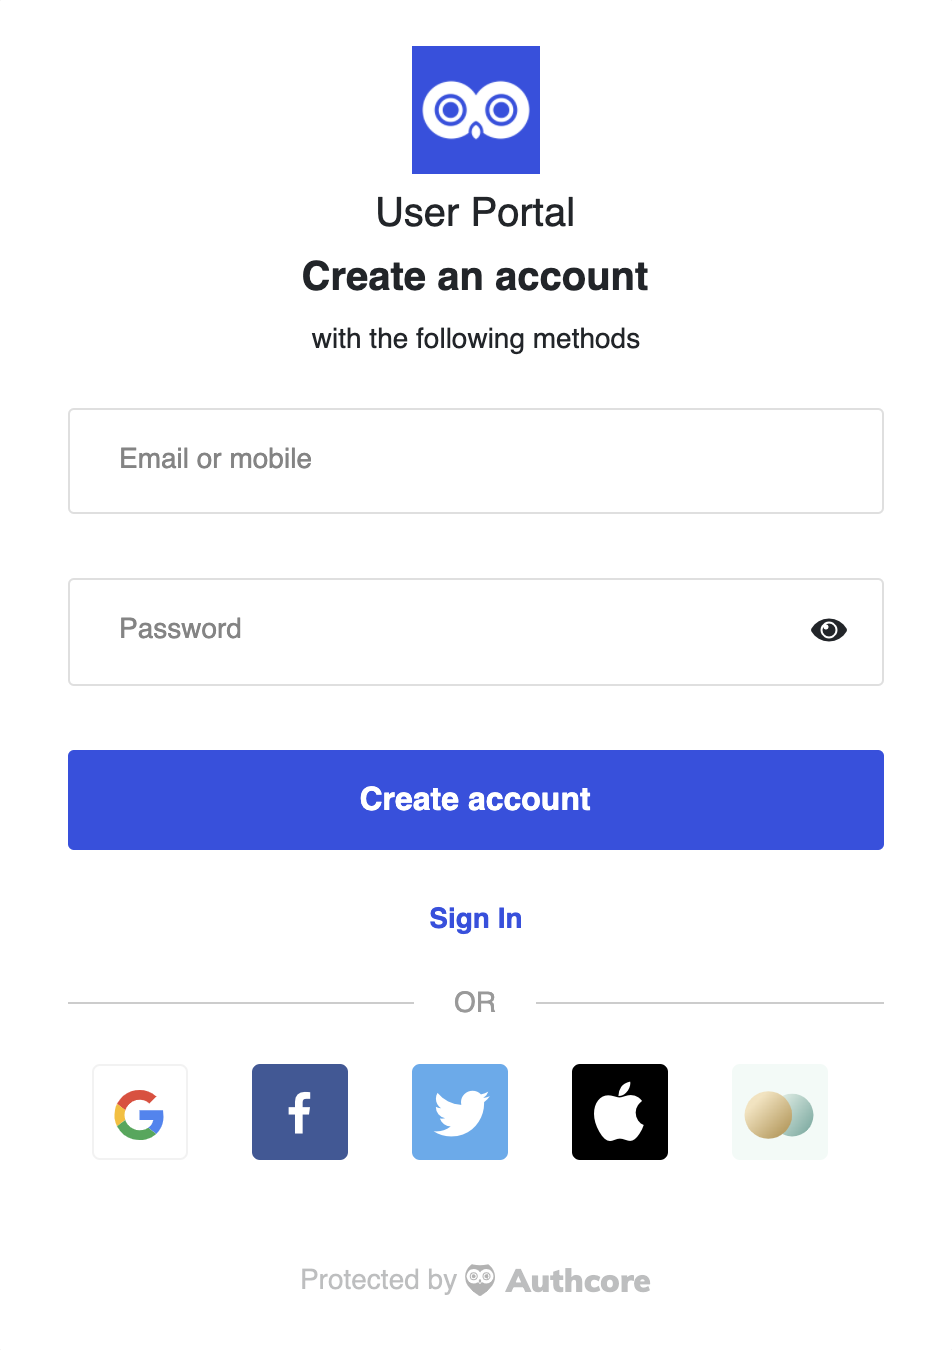 User Portal
Create an account
with the following methods
Email or mobile
Password
Create account
Sign In
OR
Protected by Authcore